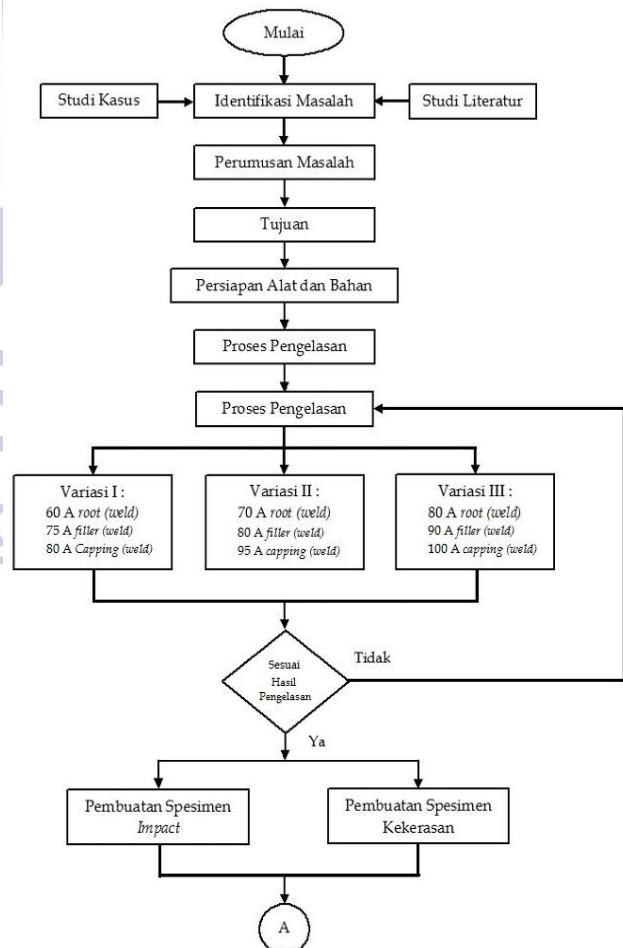 Mulai
Studi Kasus
Identifikasi Masalah
Studi Literatur
Perumusan Masalah
Tujuan
Persiapan Alat dan Bahan
Proses Pengelasan
Proses Pengelasan
Variasi I :
60 A root (weld)
75 A filler (weld)
80 A Capping (weld)
Variasi II :
70 A root (weld)
80 A filler (weld)
95 A capping (weld)
Variasi III :
80 A root (weld)
90 A filler (weld)
100 A capping (weld)
Sesuai
Hasil
Pengelasan
Tidak
Ya
Pembuatan Spesimen
Impact
Pembuatan Spesimen
Kekerasan
A